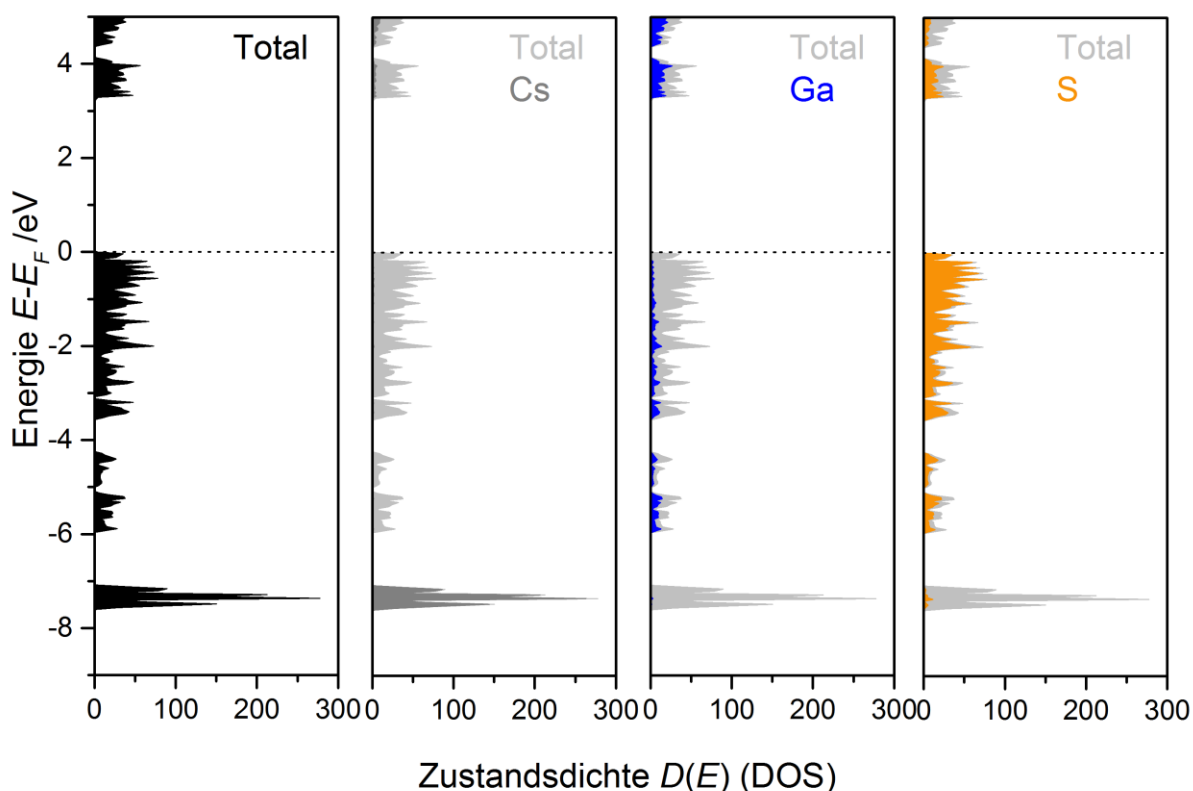 Total Total Total Total
Cs Ga S
Energie E-E_F /eV
4
2
0
-2
-4
-6
-8
0 100 200 300 0 100 200 300 0 100 200 300 0 100 200 300
Zustandsdichte D(E) (DOS)